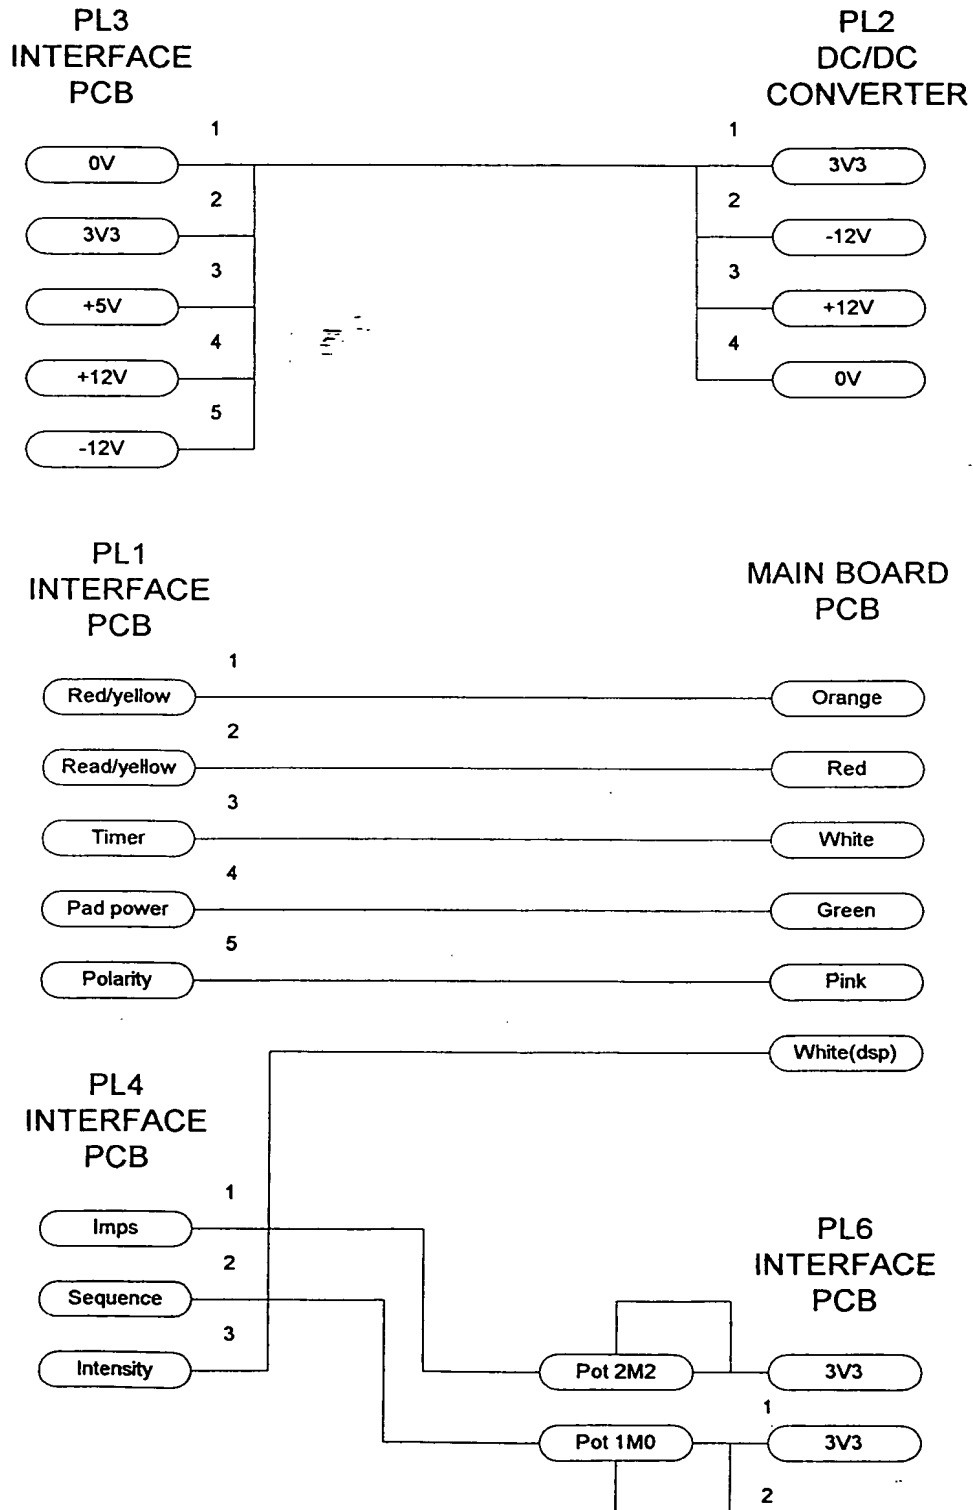 PL3
INTERFACE
PCB
PL2
DC/DC
CONVERTER
1
1
0V
3V3
2
2
3V3
-12V
3
3
+5V
+12V
4
4
+12V
0V
5
-12V
PL1
INTERFACE
PCB
MAIN BOARD
PCB
1
Red/yellow
Orange
2
Read/yellow
Red
3
Timer
White
4
Pad power
Green
5
Polarity
Pink
White(dsp)
PL4
INTERFACE
PCB
1
Imps
PL6
INTERFACE
PCB
2
Sequence
3
Intensity
Pot 2M2
3V3
1
Pot 1M0
3V3
2